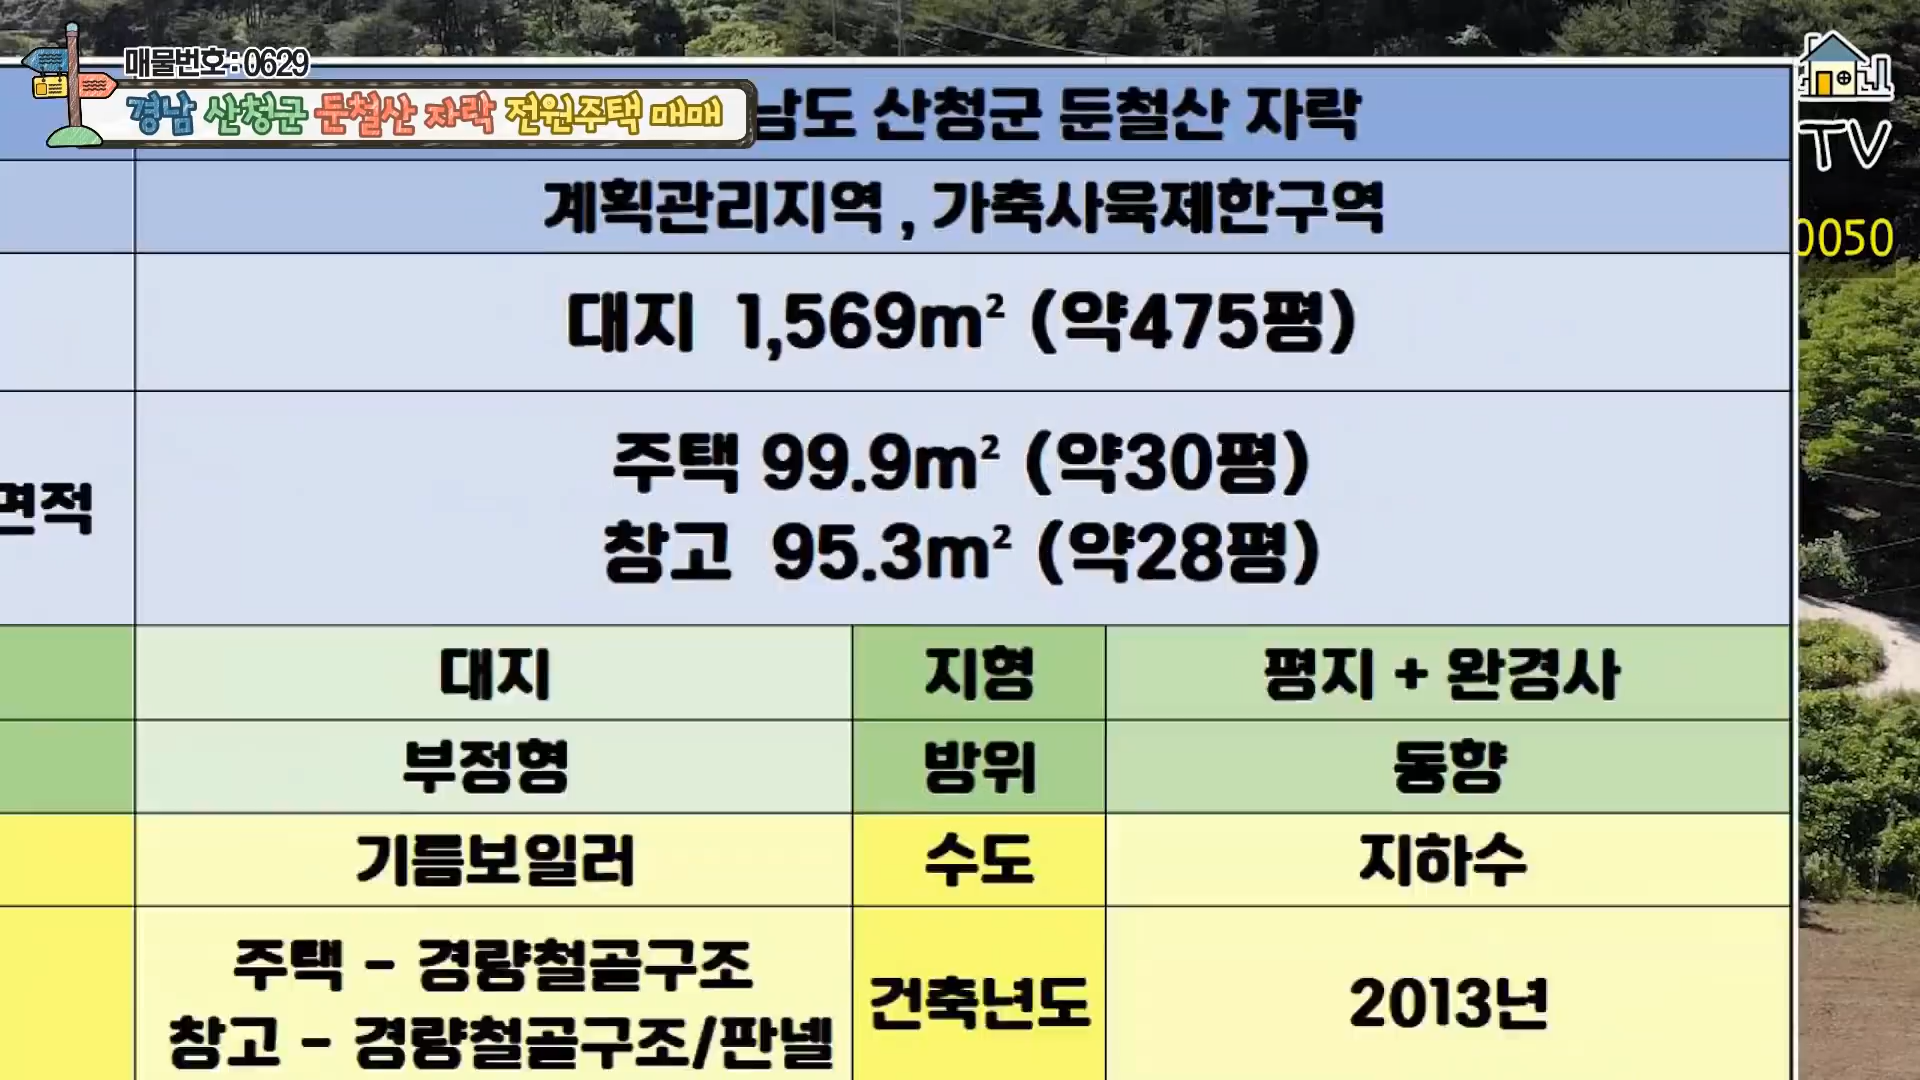 매물번호 : 0629
경남 산청군 둔철산 자락 전원주택 매매
남도 산청군 둔철산 자락
TV
계획관리지역 , 가축사육제한구역
0050
대지 1,569m² (약475평)
면적
주택 99.9m² (약30평)
창고 95.3m² (약28평)
대지 지형 평지 + 완경사
부정형 방위 동향
기름보일러 수도 지하수
주택 - 경량철골구조
창고 - 경량철골구조/판넬
건축년도 2013년